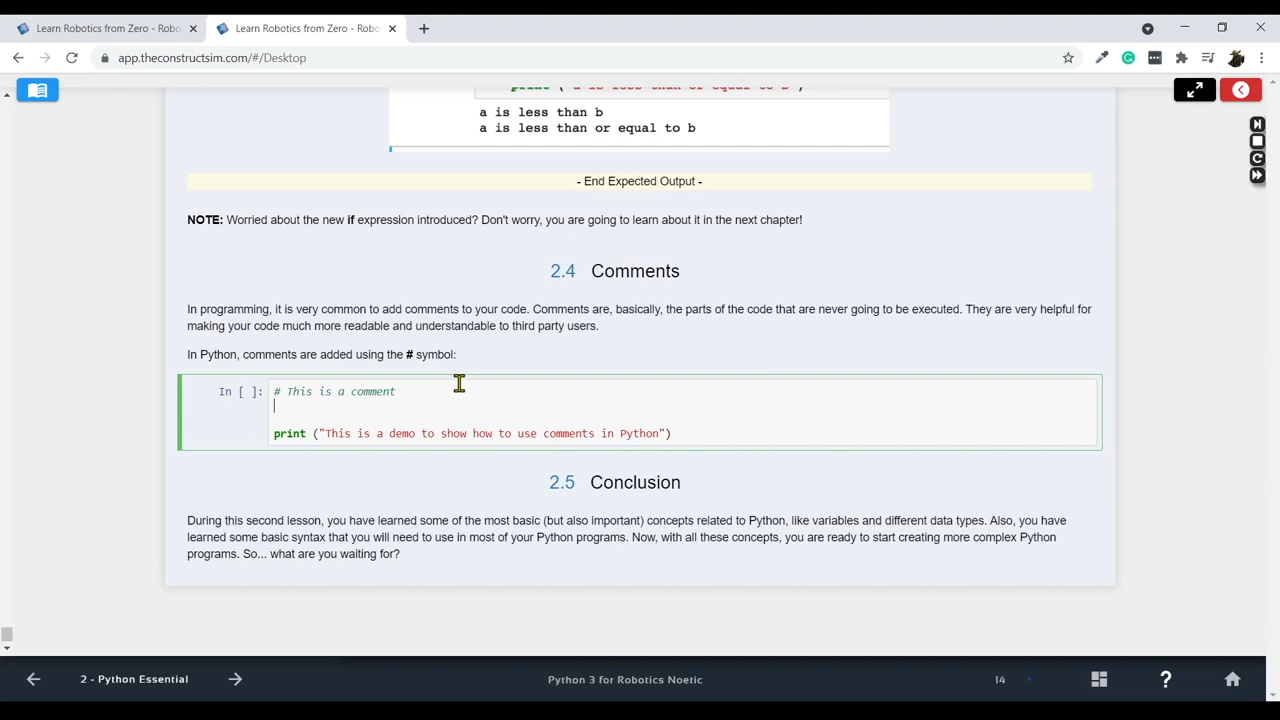 Learn Robotics from Zero - Robo
Learn Robotics from Zero - Robo
app.theconstructsim.com/#/Desktop
print ("a is less than or equal to b")
a is less than b
a is less than or equal to b
- End Expected Output -
NOTE: Worried about the new if expression introduced? Don't worry, you are going to learn about it in the next chapter!
2.4 Comments
In programming, it is very common to add comments to your code. Comments are, basically, the parts of the code that are never going to be executed. They are very helpful for
making your code much more readable and understandable to third party users.
In Python, comments are added using the # symbol:
In [ ]: # This is a comment
print ("This is a demo to show how to use comments in Python")
2.5 Conclusion
During this second lesson, you have learned some of the most basic (but also important) concepts related to Python, like variables and different data types. Also, you have
learned some basic syntax that you will need to use in most of your Python programs. Now, with all these concepts, you are ready to start creating more complex Python
programs. So... what are you waiting for?
2 - Python Essential
Python 3 for Robotics Noetic
14